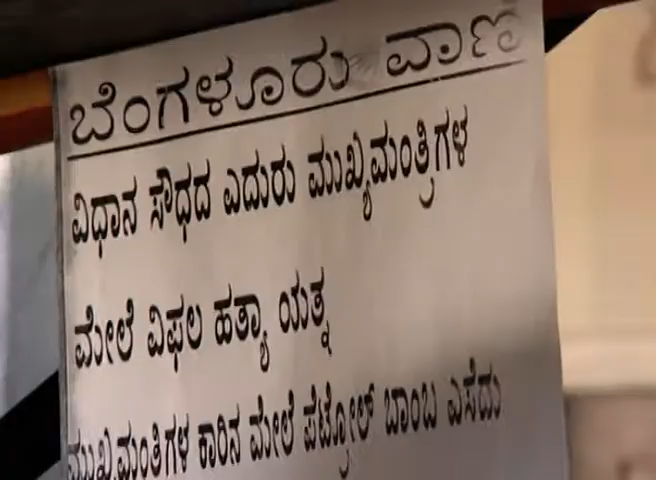 ಬೆಂಗಳೂರು ವಾಣಿ
ವಿಧಾನ ಸೌಧದ ಎದುರು ಮುಖ್ಯಮಂತ್ರಿಗಳ
ಮೇಲೆ ವಿಫಲ ಹತ್ಯಾ ಯತ್ನ
ಮುಖ್ಯಮಂತ್ರಿಗಳ ಕಾರಿನ ಮೇಲೆ ಪೆಟ್ರೋಲ್ ಬಾಂಬ ಎಸೆದು